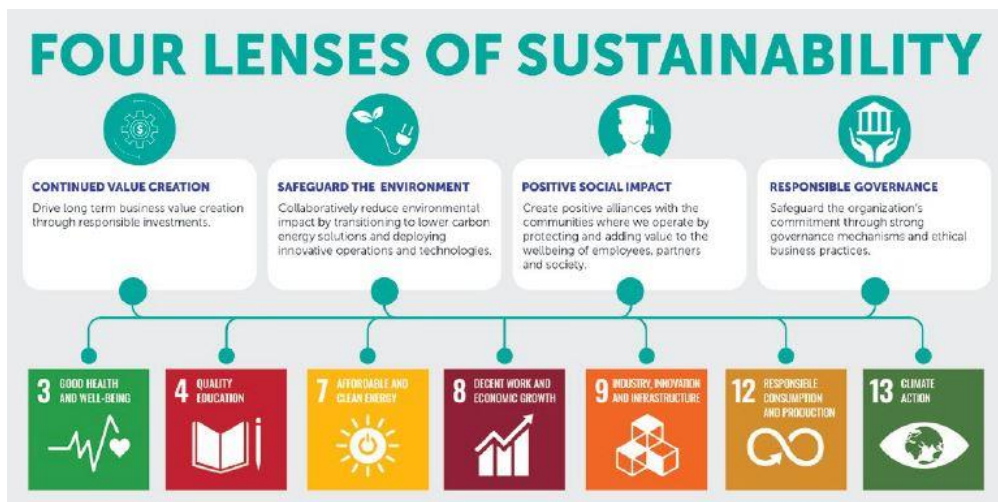 FOUR LENSES OF SUSTAINABILITY
$
CONTINUED VALUE CREATION
Drive long term business value creation
through responsible investments.
SAFEGUARD THE ENVIRONMENT
Collaboratively reduce environmental
impact by transitioning to lower carbon
energy solutions and deploying
innovative operations and technologies.
POSITIVE SOCIAL IMPACT
Create positive alliances with the
communities where we operate by
protecting and adding value to the
wellbeing of employees, partners
and society.
RESPONSIBLE GOVERNANCE
Safeguard the organization's
commitment through strong
governance mechanisms and ethical
business practices.
3 GOOD HEALTH
AND WELL-BEING
4 QUALITY
EDUCATION
7 AFFORDABLE AND
CLEAN ENERGY
8 DECENT WORK AND
ECONOMIC GROWTH
9 INDUSTRY, INNOVATION
AND INFRASTRUCTURE
12 RESPONSIBLE
CONSUMPTION
AND PRODUCTION
13 CLIMATE
ACTION